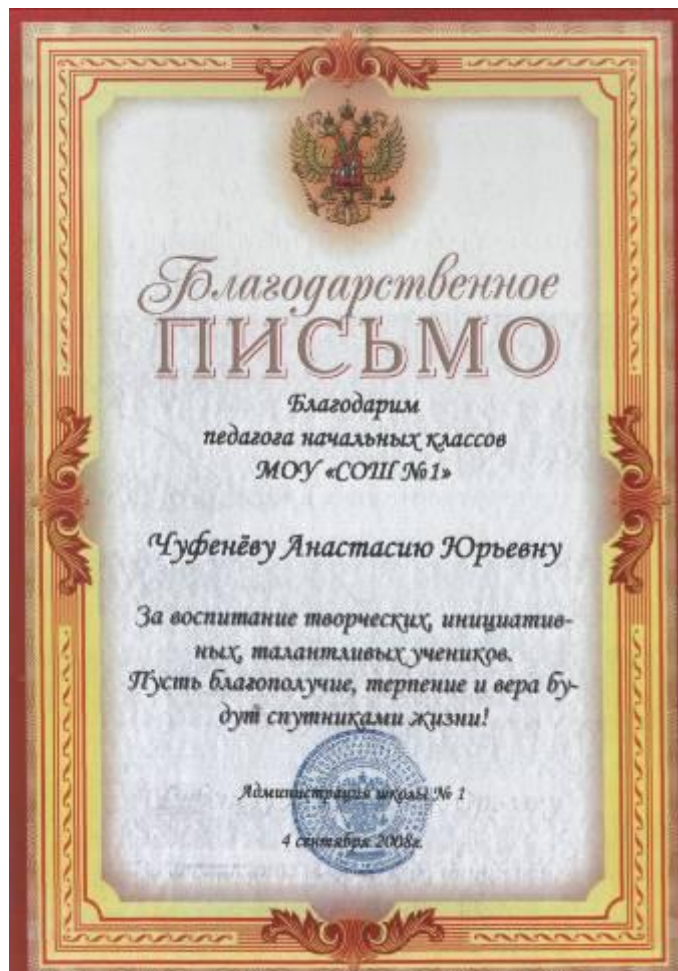 Благодарственное
ПИСЬМО
Благодарим
педагога начальных классов
МОУ «СОШ №1»
Чуфенёву Анастасию Юрьевну
За воспитание творческих, инициатив-
ных, талантливых учеников.
Пусть благополучие, терпение и вера бу-
дут спутниками жизни!
Администрация школы № 1
4 сентября 2008г.